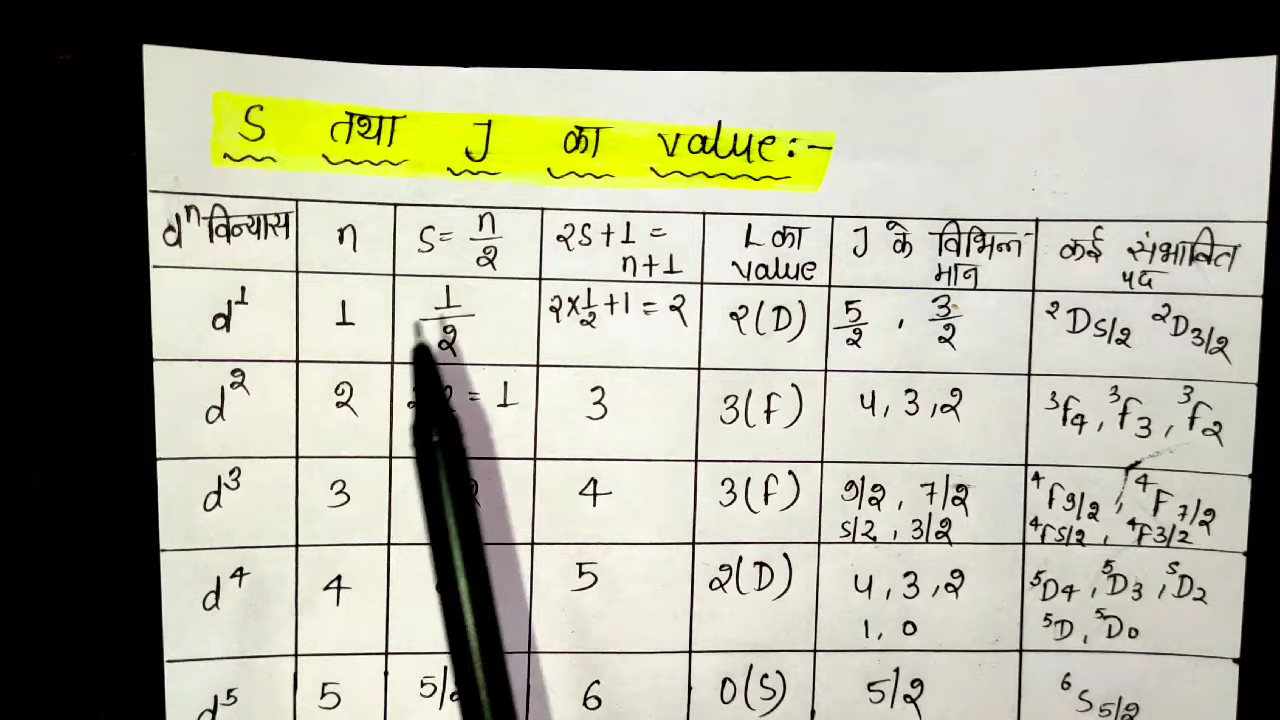 S तथा J का value:-
dⁿ विन्यास n S= n/2 2S+1 = n+1 L का value J के विभिन्न मान कई संभावित पद
d¹ 1 1/2 2×1/2+1 = 2 2(D) 5/2 , 3/2 ²D5/2 ²D3/2
d² 2 = 1 3 3(F) 4, 3, 2 ³f4, ³f3, ³f2
d³ 3 4 3(F) 9/2, 7/2 ⁴F9/2, ⁴F7/2
5/2, 3/2 ⁴F5/2, ⁴F3/2
d⁴ 4 5 2(D) 4, 3, 2 ⁵D4, ⁵D3, ⁵D2
1, 0 ⁵D, ⁵D0
d⁵ 5 5/2 6 0(S) 5/2 ⁶S5/2